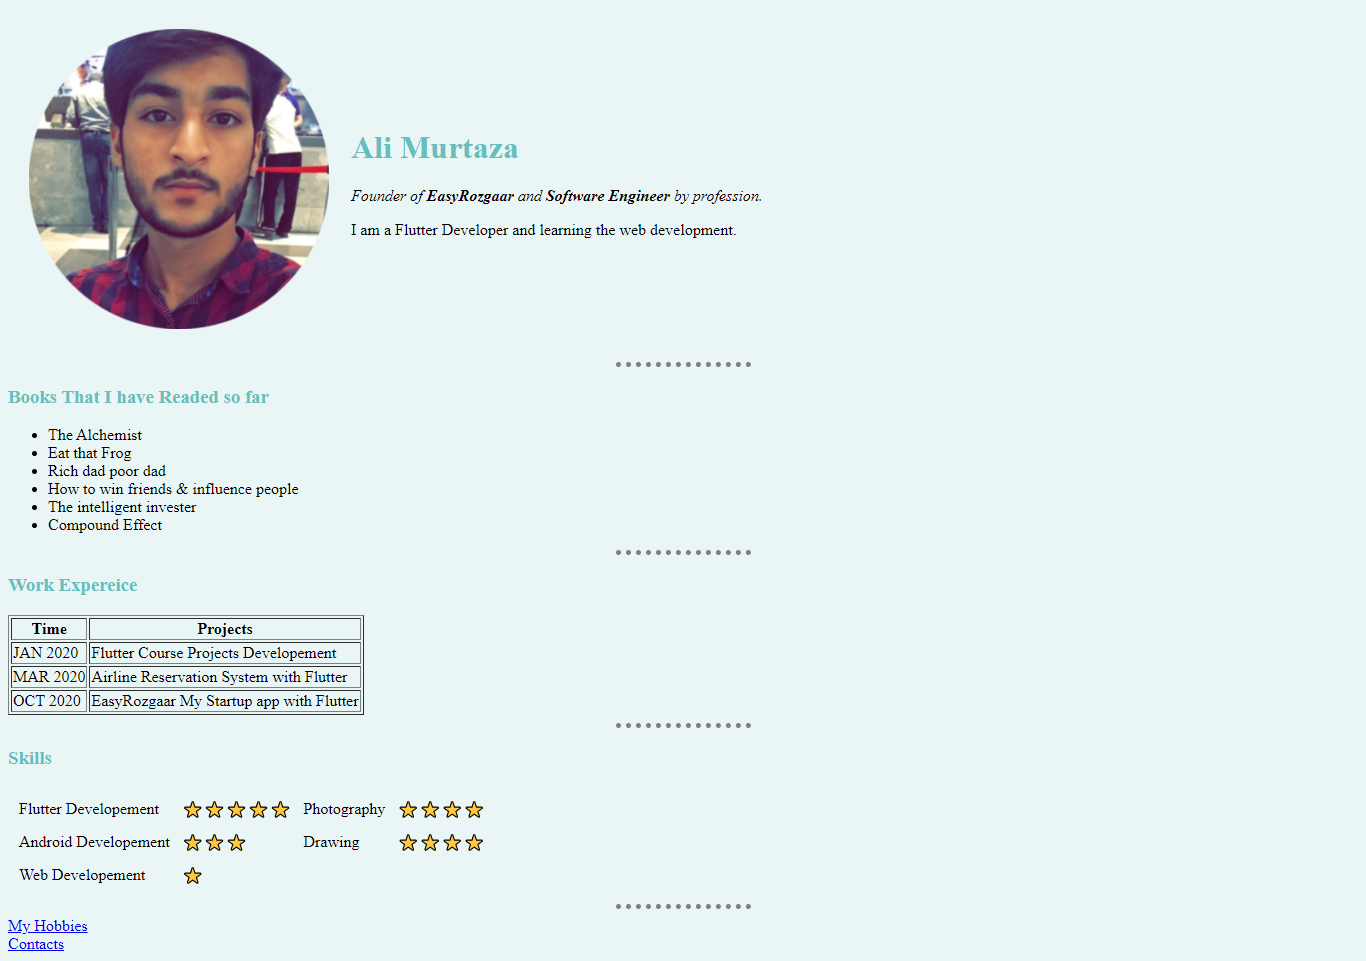 Ali Murtaza
Founder of EasyRozgaar and Software Engineer by profession.
I am a Flutter Developer and learning the web development.
Books That I have Readed so far
The Alchemist
Eat that Frog
Rich dad poor dad
How to win friends & influence people
The intelligent invester
Compound Effect
Work Expereice
Time Projects
JAN 2020 Flutter Course Projects Developement
MAR 2020 Airline Reservation System with Flutter
OCT 2020 EasyRozgaar My Startup app with Flutter
Skills
Flutter Developement Photography
Android Developement Drawing
Web Developement
My Hobbies
Contacts